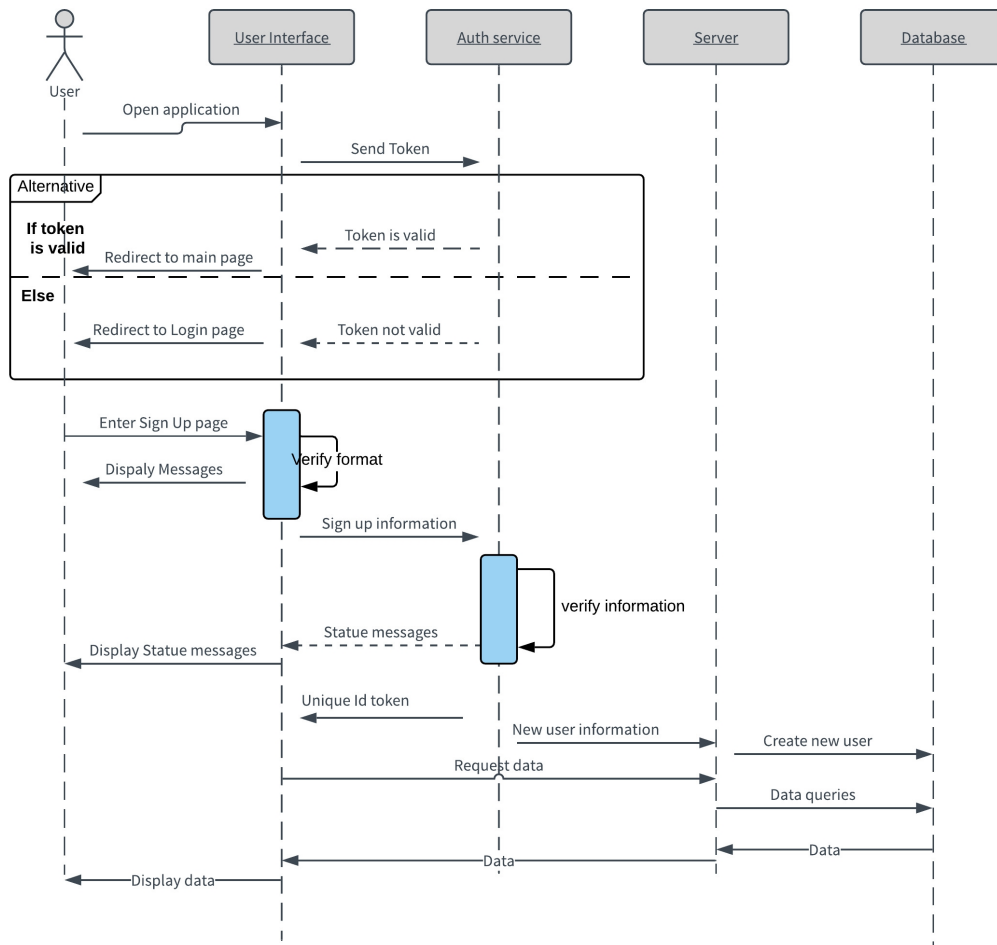 User Interface
Auth service
Server
Database
User
Open application
Send Token
Alternative
If token
is valid
Token is valid
Redirect to main page
Else
Redirect to Login page
Token not valid
Enter Sign Up page
Verify format
Dispaly Messages
Sign up information
verify information
Statue messages
Display Statue messages
Unique Id token
New user information
Create new user
Request data
Data queries
Data
Data
Display data